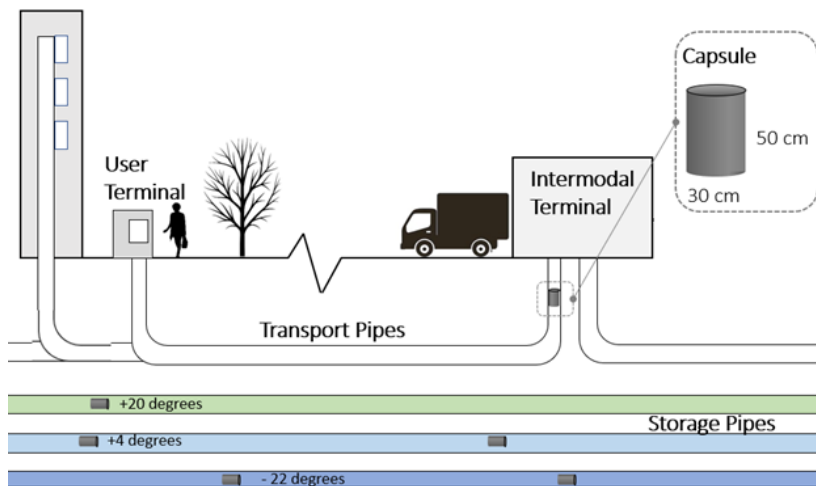 Capsule
50 cm
30 cm
User
Terminal
Intermodal
Terminal
Transport Pipes
+20 degrees
Storage Pipes
+4 degrees
- 22 degrees